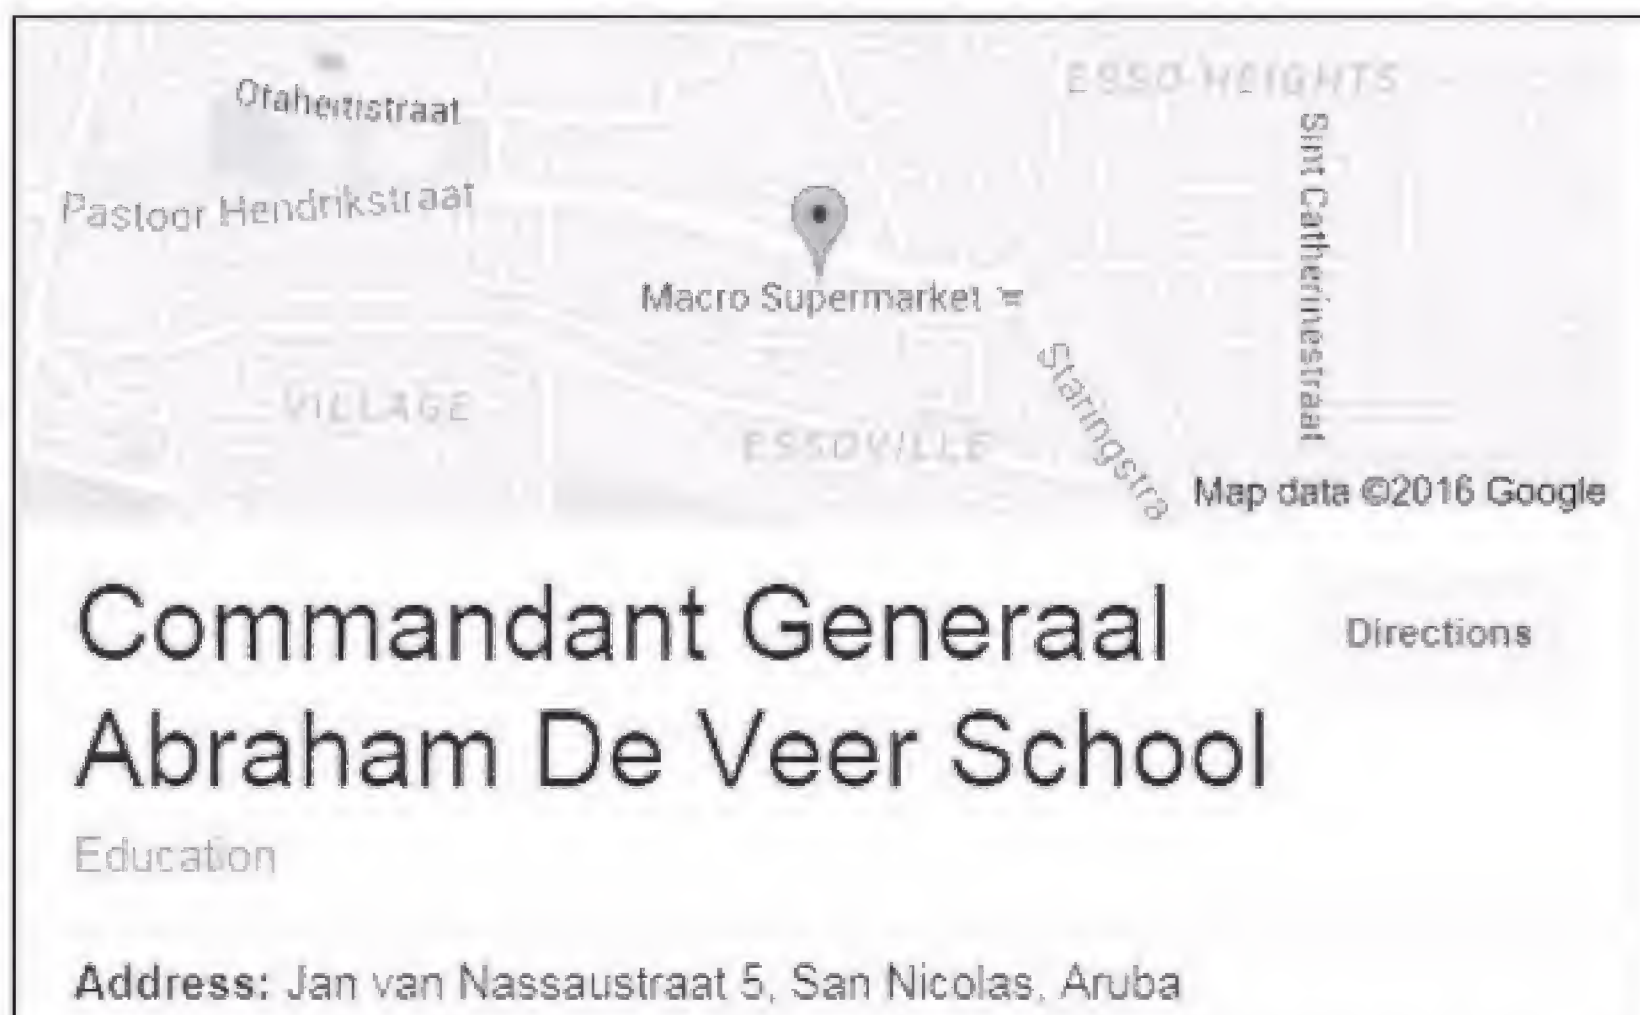 ESSO HEIGHTS
Pastoor Hendrikstraat
Sint Catherinestraat
Macro Supermarket
VILLAGE
ESSOVILLE
Staringstra
Map data ©2016 Google
Commandant Generaal
Directions
Abraham De Veer School
Education
Address: Jan van Nassaustraat 5, San Nicolas, Aruba